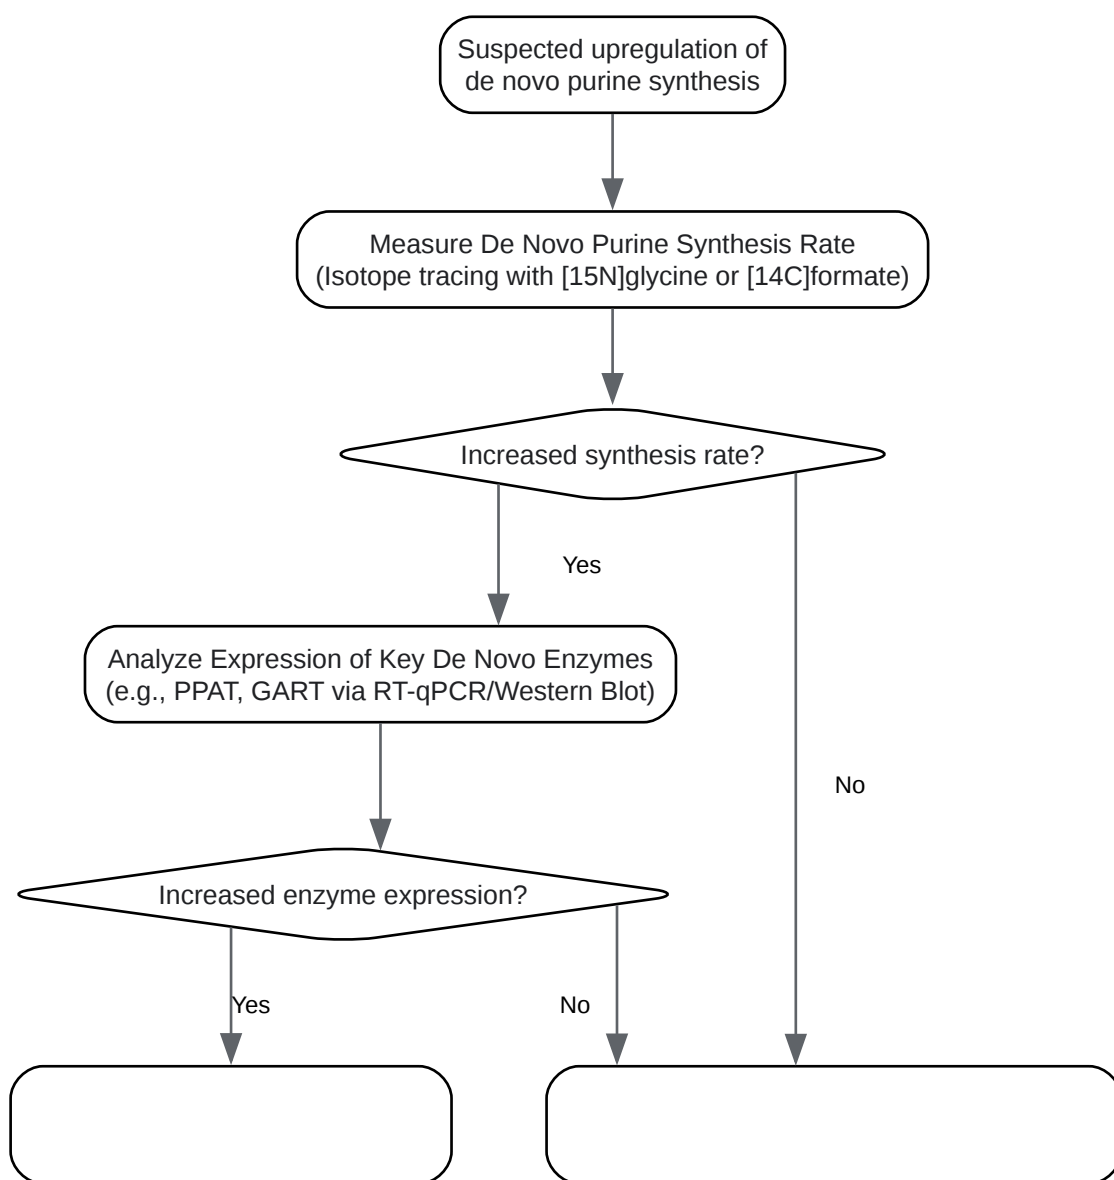 Suspected upregulation of
de novo purine synthesis
Measure De Novo Purine Synthesis Rate
(Isotope tracing with [15N]glycine or [14C]formate)
Increased synthesis rate?
Yes
Analyze Expression of Key De Novo Enzymes
(e.g., PPAT, GART via RT-qPCR/Western Blot)
No
Increased enzyme expression?
Yes
No